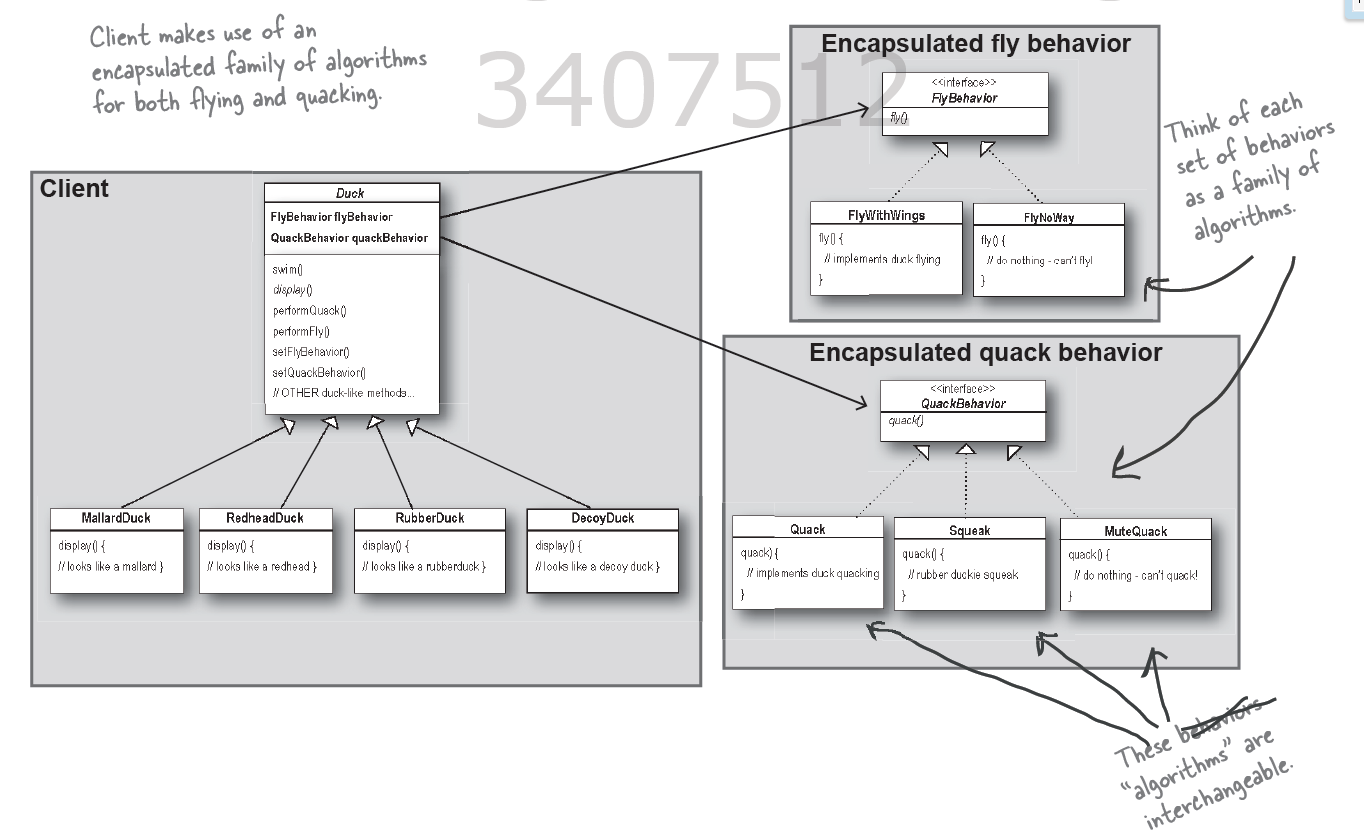 Client makes use of an
encapsulated family of algorithms
for both flying and quacking.
3407512
Encapsulated fly behavior
<<interface>>
FlyBehavior
fly()
FlyWithWings
fly() {
// implements duck flying
}
FlyNoWay
fly() {
// do nothing - can't fly!
}
Think of each
set of behaviors
as a family of
algorithms.
Client
Duck
FlyBehavior flyBehavior
QuackBehavior quackBehavior
swim()
display()
performQuack()
performFly()
setFlyBehavior()
setQuackBehavior()
// OTHER duck-like methods...
MallardDuck
display() {
// looks like a mallard }
RedheadDuck
display() {
// looks like a redhead }
RubberDuck
display() {
// looks like a rubberduck }
DecoyDuck
display() {
// looks like a decoy duck }
Encapsulated quack behavior
<<interface>>
QuackBehavior
quack()
Quack
quack) {
// implements duck quacking
}
Squeak
quack() {
// rubber duckie squeak
}
MuteQuack
quack() {
// do nothing - can't quack!
}
These behaviors
“algorithms” are
interchangeable.